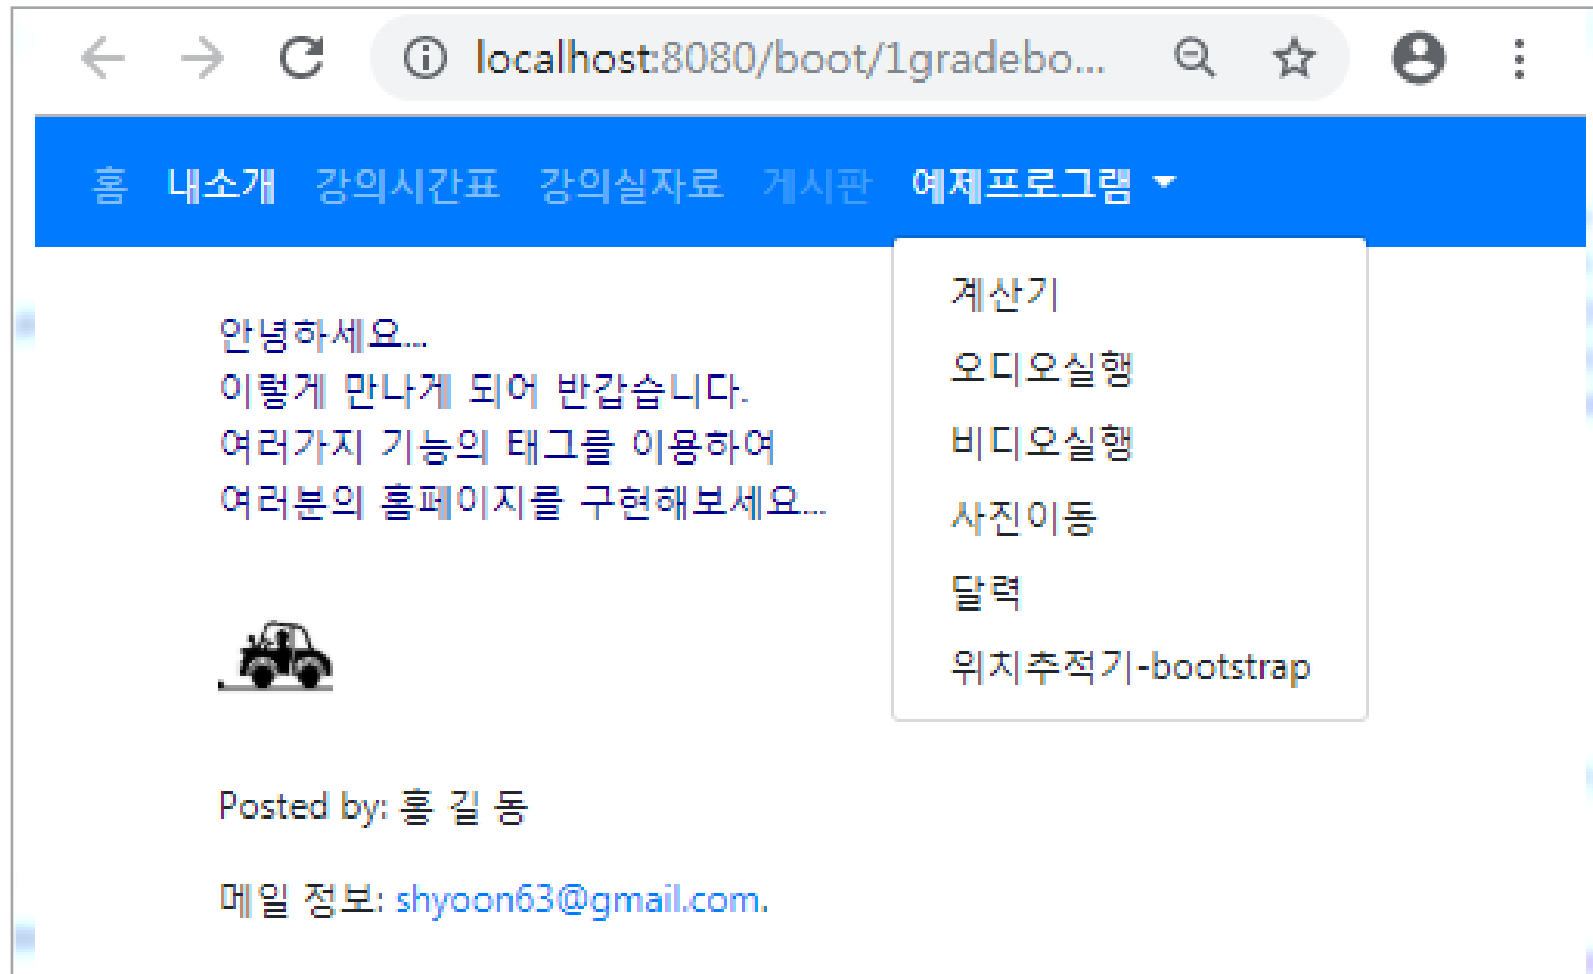 localhost:8080/boot/1gradebo...
홈 내소개 강의시간표 강의실자료 게시판 예제프로그램
계산기
오디오실행
비디오실행
사진이동
달력
위치추적기-bootstrap
안녕하세요...
이렇게 만나게 되어 반갑습니다.
여러가지 기능의 태그를 이용하여
여러분의 홈페이지를 구현해보세요...
Posted by: 홍 길 동
메일 정보: shyoon63@gmail.com.